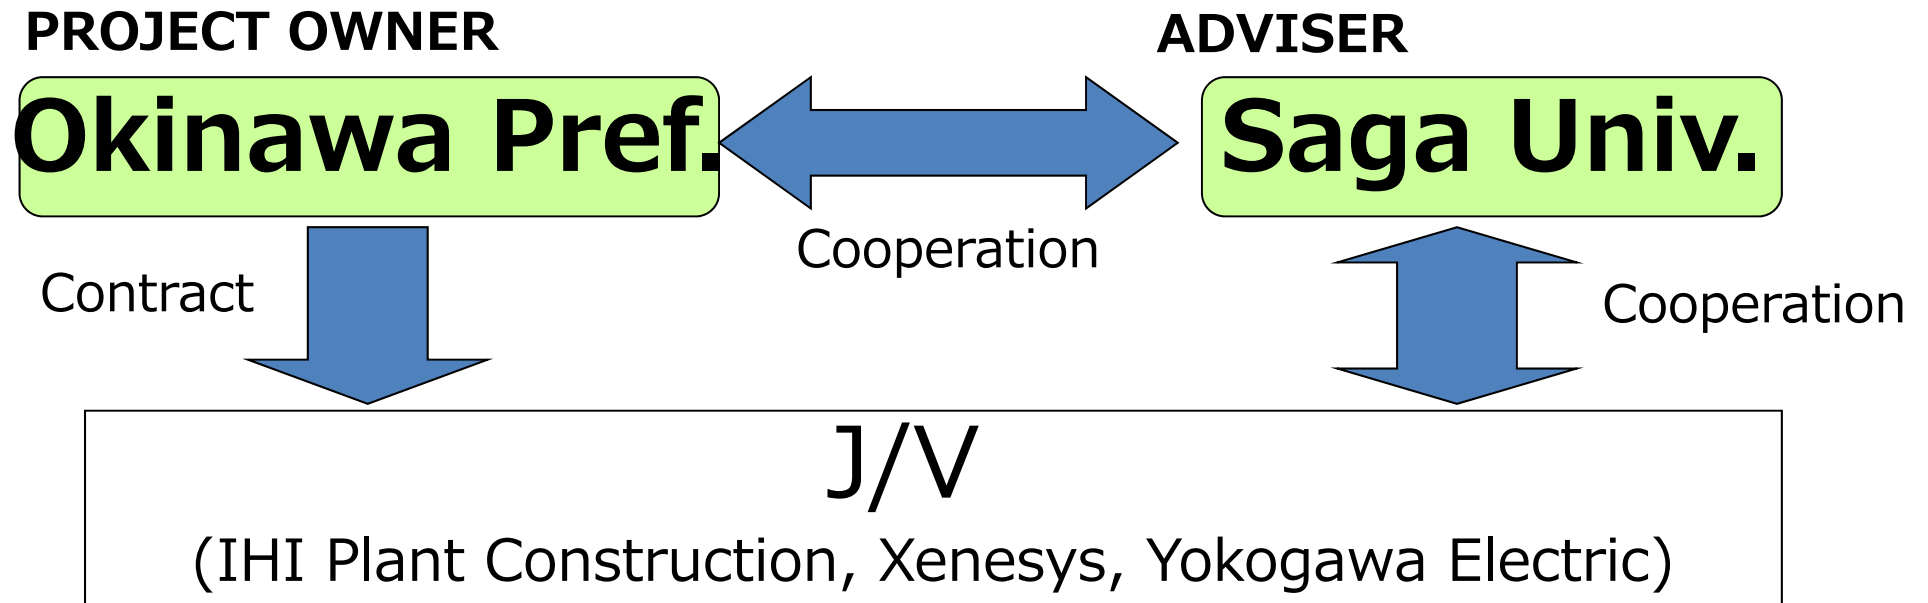 PROJECT OWNER
ADVISER
Okinawa Pref.
Saga Univ.
Cooperation
Contract
Cooperation
J/V
(IHI Plant Construction, Xenesys, Yokogawa Electric)